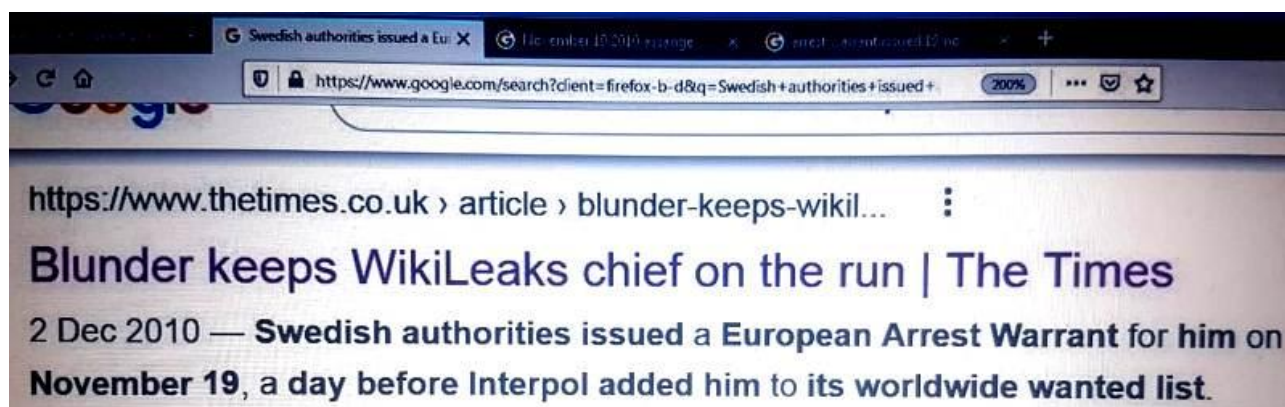 G Swedish authorities issued a Eu X
https://www.google.com/search?client=firefox-b-d&q=Swedish+authorities+issued+ 200%
https://www.thetimes.co.uk › article › blunder-keeps-wikil...
Blunder keeps WikiLeaks chief on the run | The Times
2 Dec 2010 — Swedish authorities issued a European Arrest Warrant for him on
November 19, a day before Interpol added him to its worldwide wanted list.